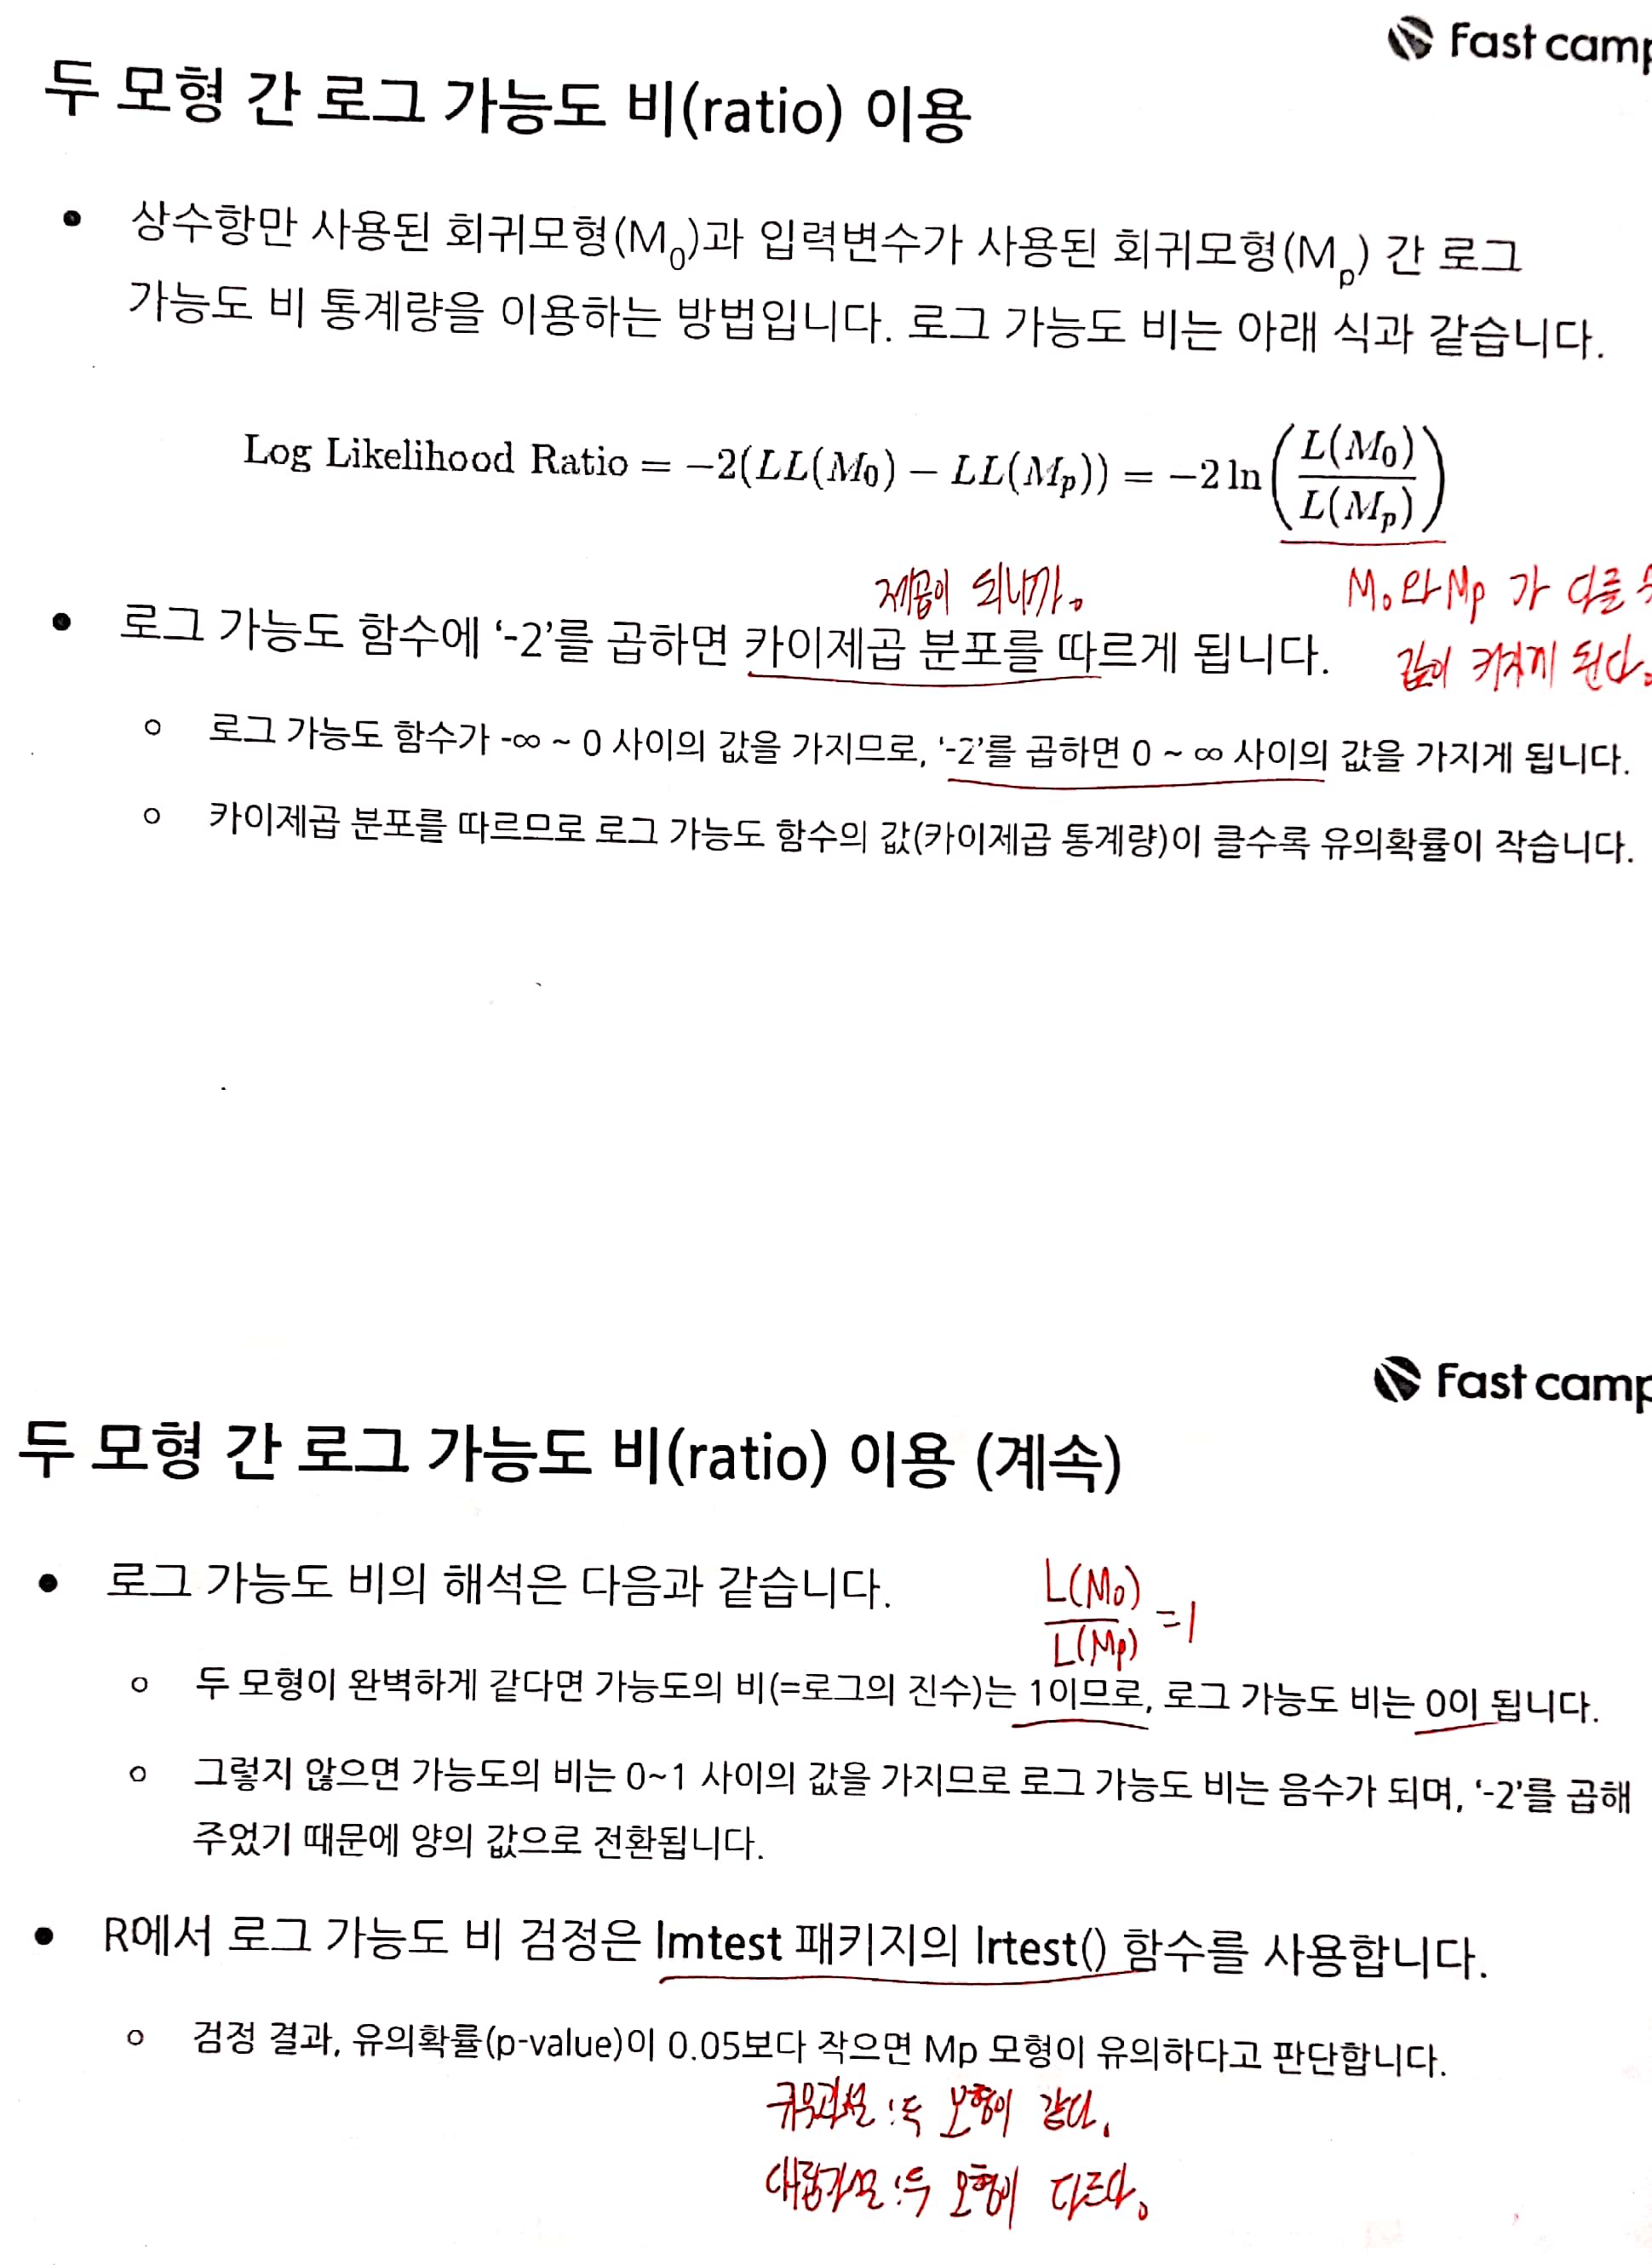 Fast camp
두 모형 간 로그 가능도 비(ratio) 이용
● 상수항만 사용된 회귀모형(M₀)과 입력변수가 사용된 회귀모형(Mₚ) 간 로그
가능도 비 통계량을 이용하는 방법입니다. 로그 가능도 비는 아래 식과 같습니다.
Log Likelihood Ratio = −2(LL(M₀) − LL(Mₚ)) = −2 ln(L(M₀)/L(Mₚ))
제곱이 되니까.
M₀와 Mp 가 다를
● 로그 가능도 함수에 ‘-2’를 곱하면 카이제곱 분포를 따르게 됩니다.
값이 커지게 된다.
○ 로그 가능도 함수가 -∞ ~ 0 사이의 값을 가지므로, ‘-2’를 곱하면 0 ~ ∞ 사이의 값을 가지게 됩니다.
○ 카이제곱 분포를 따르므로 로그 가능도 함수의 값(카이제곱 통계량)이 클수록 유의확률이 작습니다.
Fast camp
두 모형 간 로그 가능도 비(ratio) 이용 (계속)
● 로그 가능도 비의 해석은 다음과 같습니다.
L(M₀)/L(Mp) = 1
○ 두 모형이 완벽하게 같다면 가능도의 비(=로그의 진수)는 1이므로, 로그 가능도 비는 0이 됩니다.
○ 그렇지 않으면 가능도의 비는 0~1 사이의 값을 가지므로 로그 가능도 비는 음수가 되며, ‘-2’를 곱해
주었기 때문에 양의 값으로 전환됩니다.
● R에서 로그 가능도 비 검정은 lmtest 패키지의 lrtest() 함수를 사용합니다.
○ 검정 결과, 유의확률(p-value)이 0.05보다 작으면 Mp 모형이 유의하다고 판단합니다.
귀무가설 : 두 모형이 같다.
대립가설 : 두 모형이 다르다.